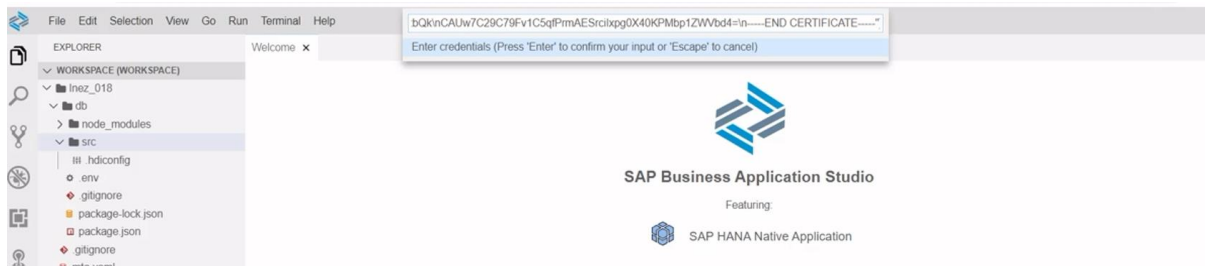 File Edit Selection View Go Run Terminal Help
bQk\nCAUw7C29C79Fv1C5qfPrmAESrcilxpg0X40KPMbp1ZWVbd4=\n-----END CERTIFICATE-----"
Enter credentials (Press 'Enter' to confirm your input or 'Escape' to cancel)
EXPLORER
Welcome
WORKSPACE (WORKSPACE)
Inez_018
db
node_modules
src
.hdiconfig
.env
.gitignore
package-lock.json
package.json
.gitignore
SAP Business Application Studio
Featuring:
SAP HANA Native Application